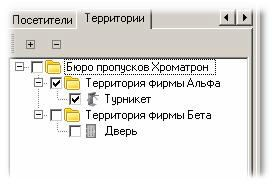 Посетители Территории
Бюро пропусков Хроматрон
Территория фирмы Альфа
Турникет
Территория фирмы Бета
Дверь